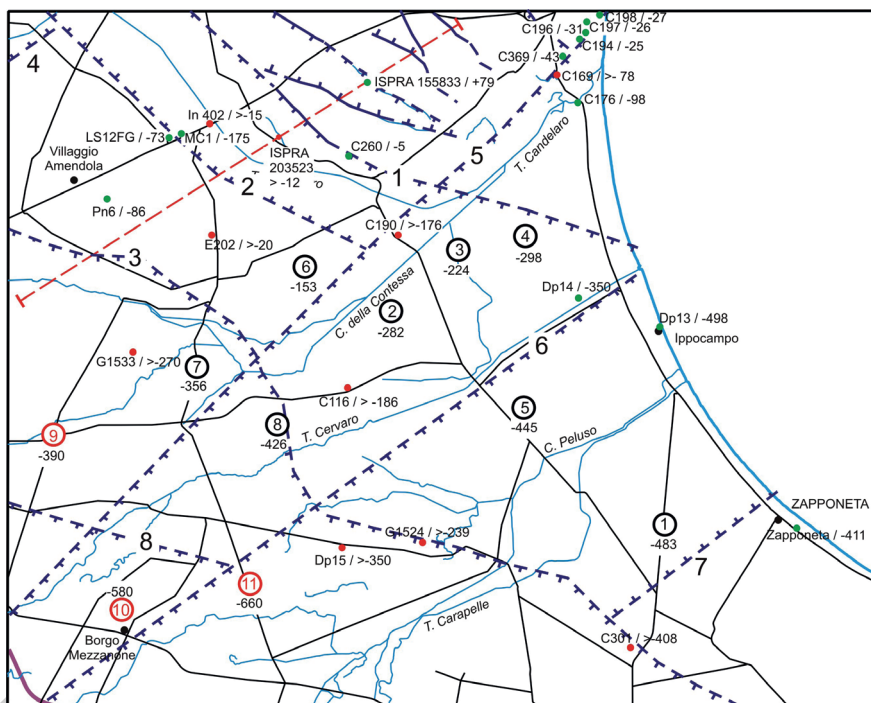 C198 / -27
C196 / -31
C197 / -26
C194 / -25
C369 / -43
4
C169 / >- 78
ISPRA 155833 / +79
C176 / -98
In 402 / >-15
LS12FG / -73
MC1 / -175
C260 / -5
5
T. Candelaro
Villaggio
Amendola
ISPRA
203523
> -12
1
2
Pn6 / -86
C190 / >-176
E202 / >-20
3
6
-153
3
-224
4
-298
C. della Contessa
Dp14 / -350
2
-282
Dp13 / -498
Ippocampo
6
G1533 / >-270
7
-356
C116 / >-186
5
-445
8
-426
T. Cervaro
9
-390
C. Peluso
ZAPPONETA
1
-483
Zapponeta / -411
G1524 / >-239
8
Dp15 / >-350
7
-580
10
11
-660
T. Carapelle
Borgo
Mezzanone
C301 / >-408